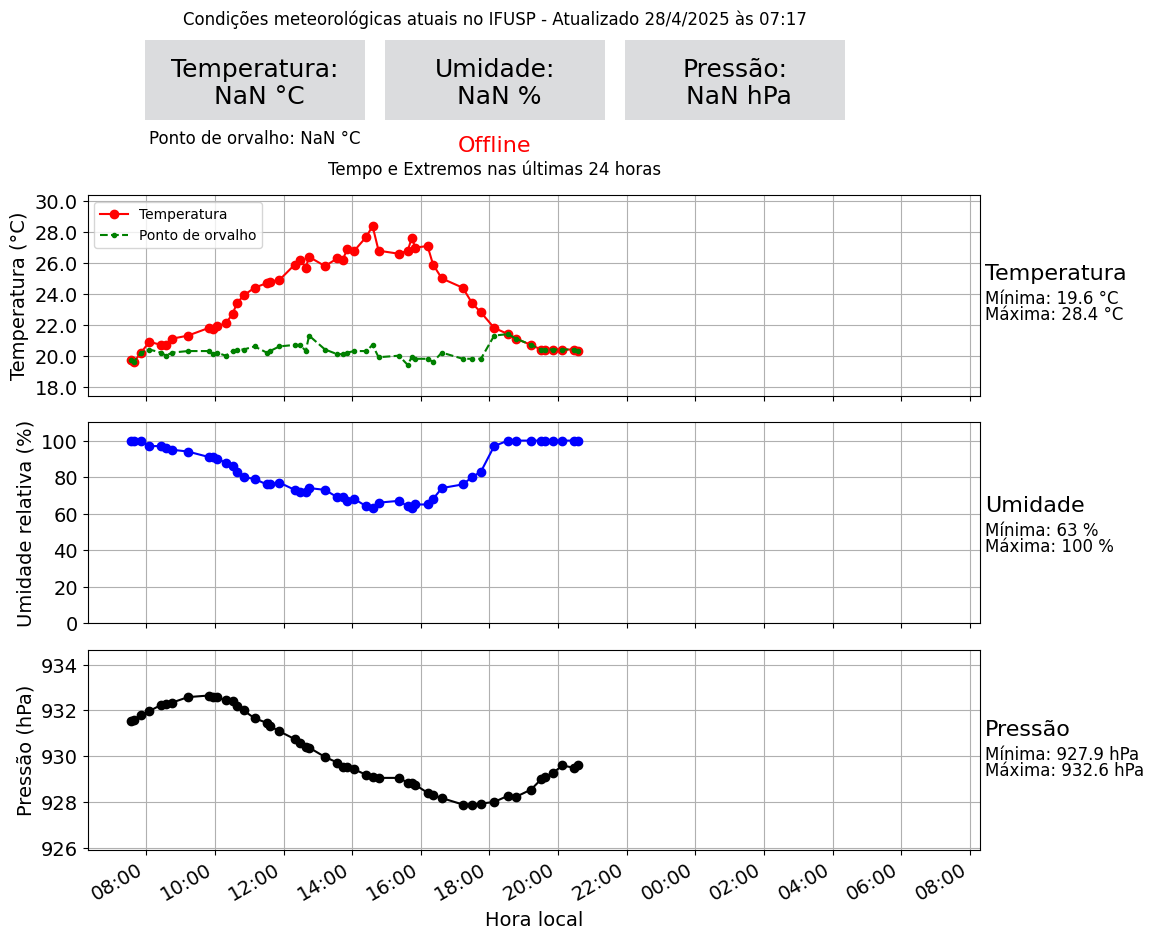 Condições meteorológicas atuais no IFUSP - Atualizado 28/4/2025 às 07:17
Temperatura:
NaN °C
Umidade:
NaN %
Pressão:
NaN hPa
Ponto de orvalho: NaN °C
Offline
Tempo e Extremos nas últimas 24 horas
Temperatura (°C)
30.0
28.0
26.0
24.0
22.0
20.0
18.0
Temperatura
Ponto de orvalho
Temperatura
Mínima: 19.6 °C
Máxima: 28.4 °C
Umidade relativa (%)
100
80
60
40
20
0
Umidade
Mínima: 63 %
Máxima: 100 %
Pressão (hPa)
934
932
930
928
926
Pressão
Mínima: 927.9 hPa
Máxima: 932.6 hPa
08:00
10:00
12:00
14:00
16:00
18:00
20:00
22:00
00:00
02:00
04:00
06:00
08:00
Hora local